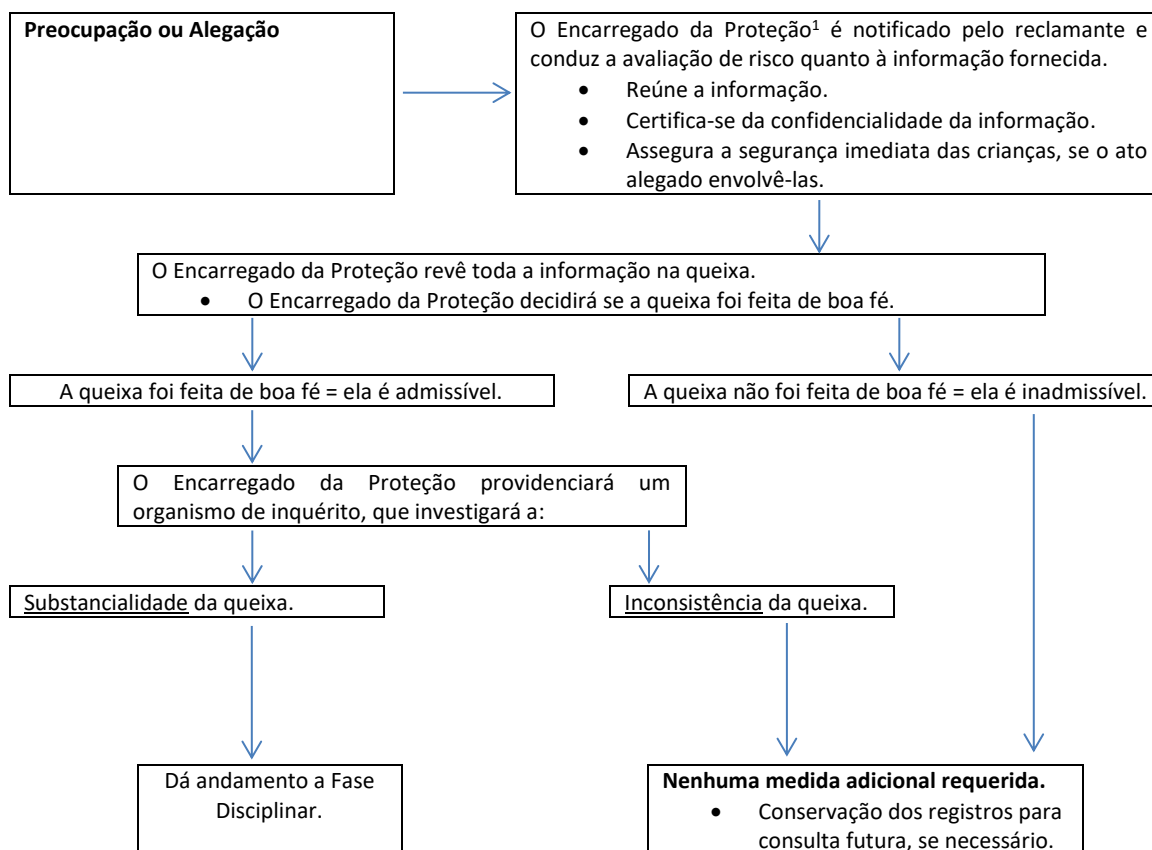 Preocupação ou Alegação
O Encarregado da Proteção¹ é notificado pelo reclamante e
conduz a avaliação de risco quanto à informação fornecida.
• Reúne a informação.
• Certifica-se da confidencialidade da informação.
• Assegura a segurança imediata das crianças, se o ato
alegado envolvê-las.
O Encarregado da Proteção revê toda a informação na queixa.
• O Encarregado da Proteção decidirá se a queixa foi feita de boa fé.
A queixa foi feita de boa fé = ela é admissível.
A queixa não foi feita de boa fé = ela é inadmissível.
O Encarregado da Proteção providenciará um
organismo de inquérito, que investigará a:
Substancialidade da queixa.
Inconsistência da queixa.
Dá andamento a Fase
Disciplinar.
Nenhuma medida adicional requerida.
• Conservação dos registros para
consulta futura, se necessário.